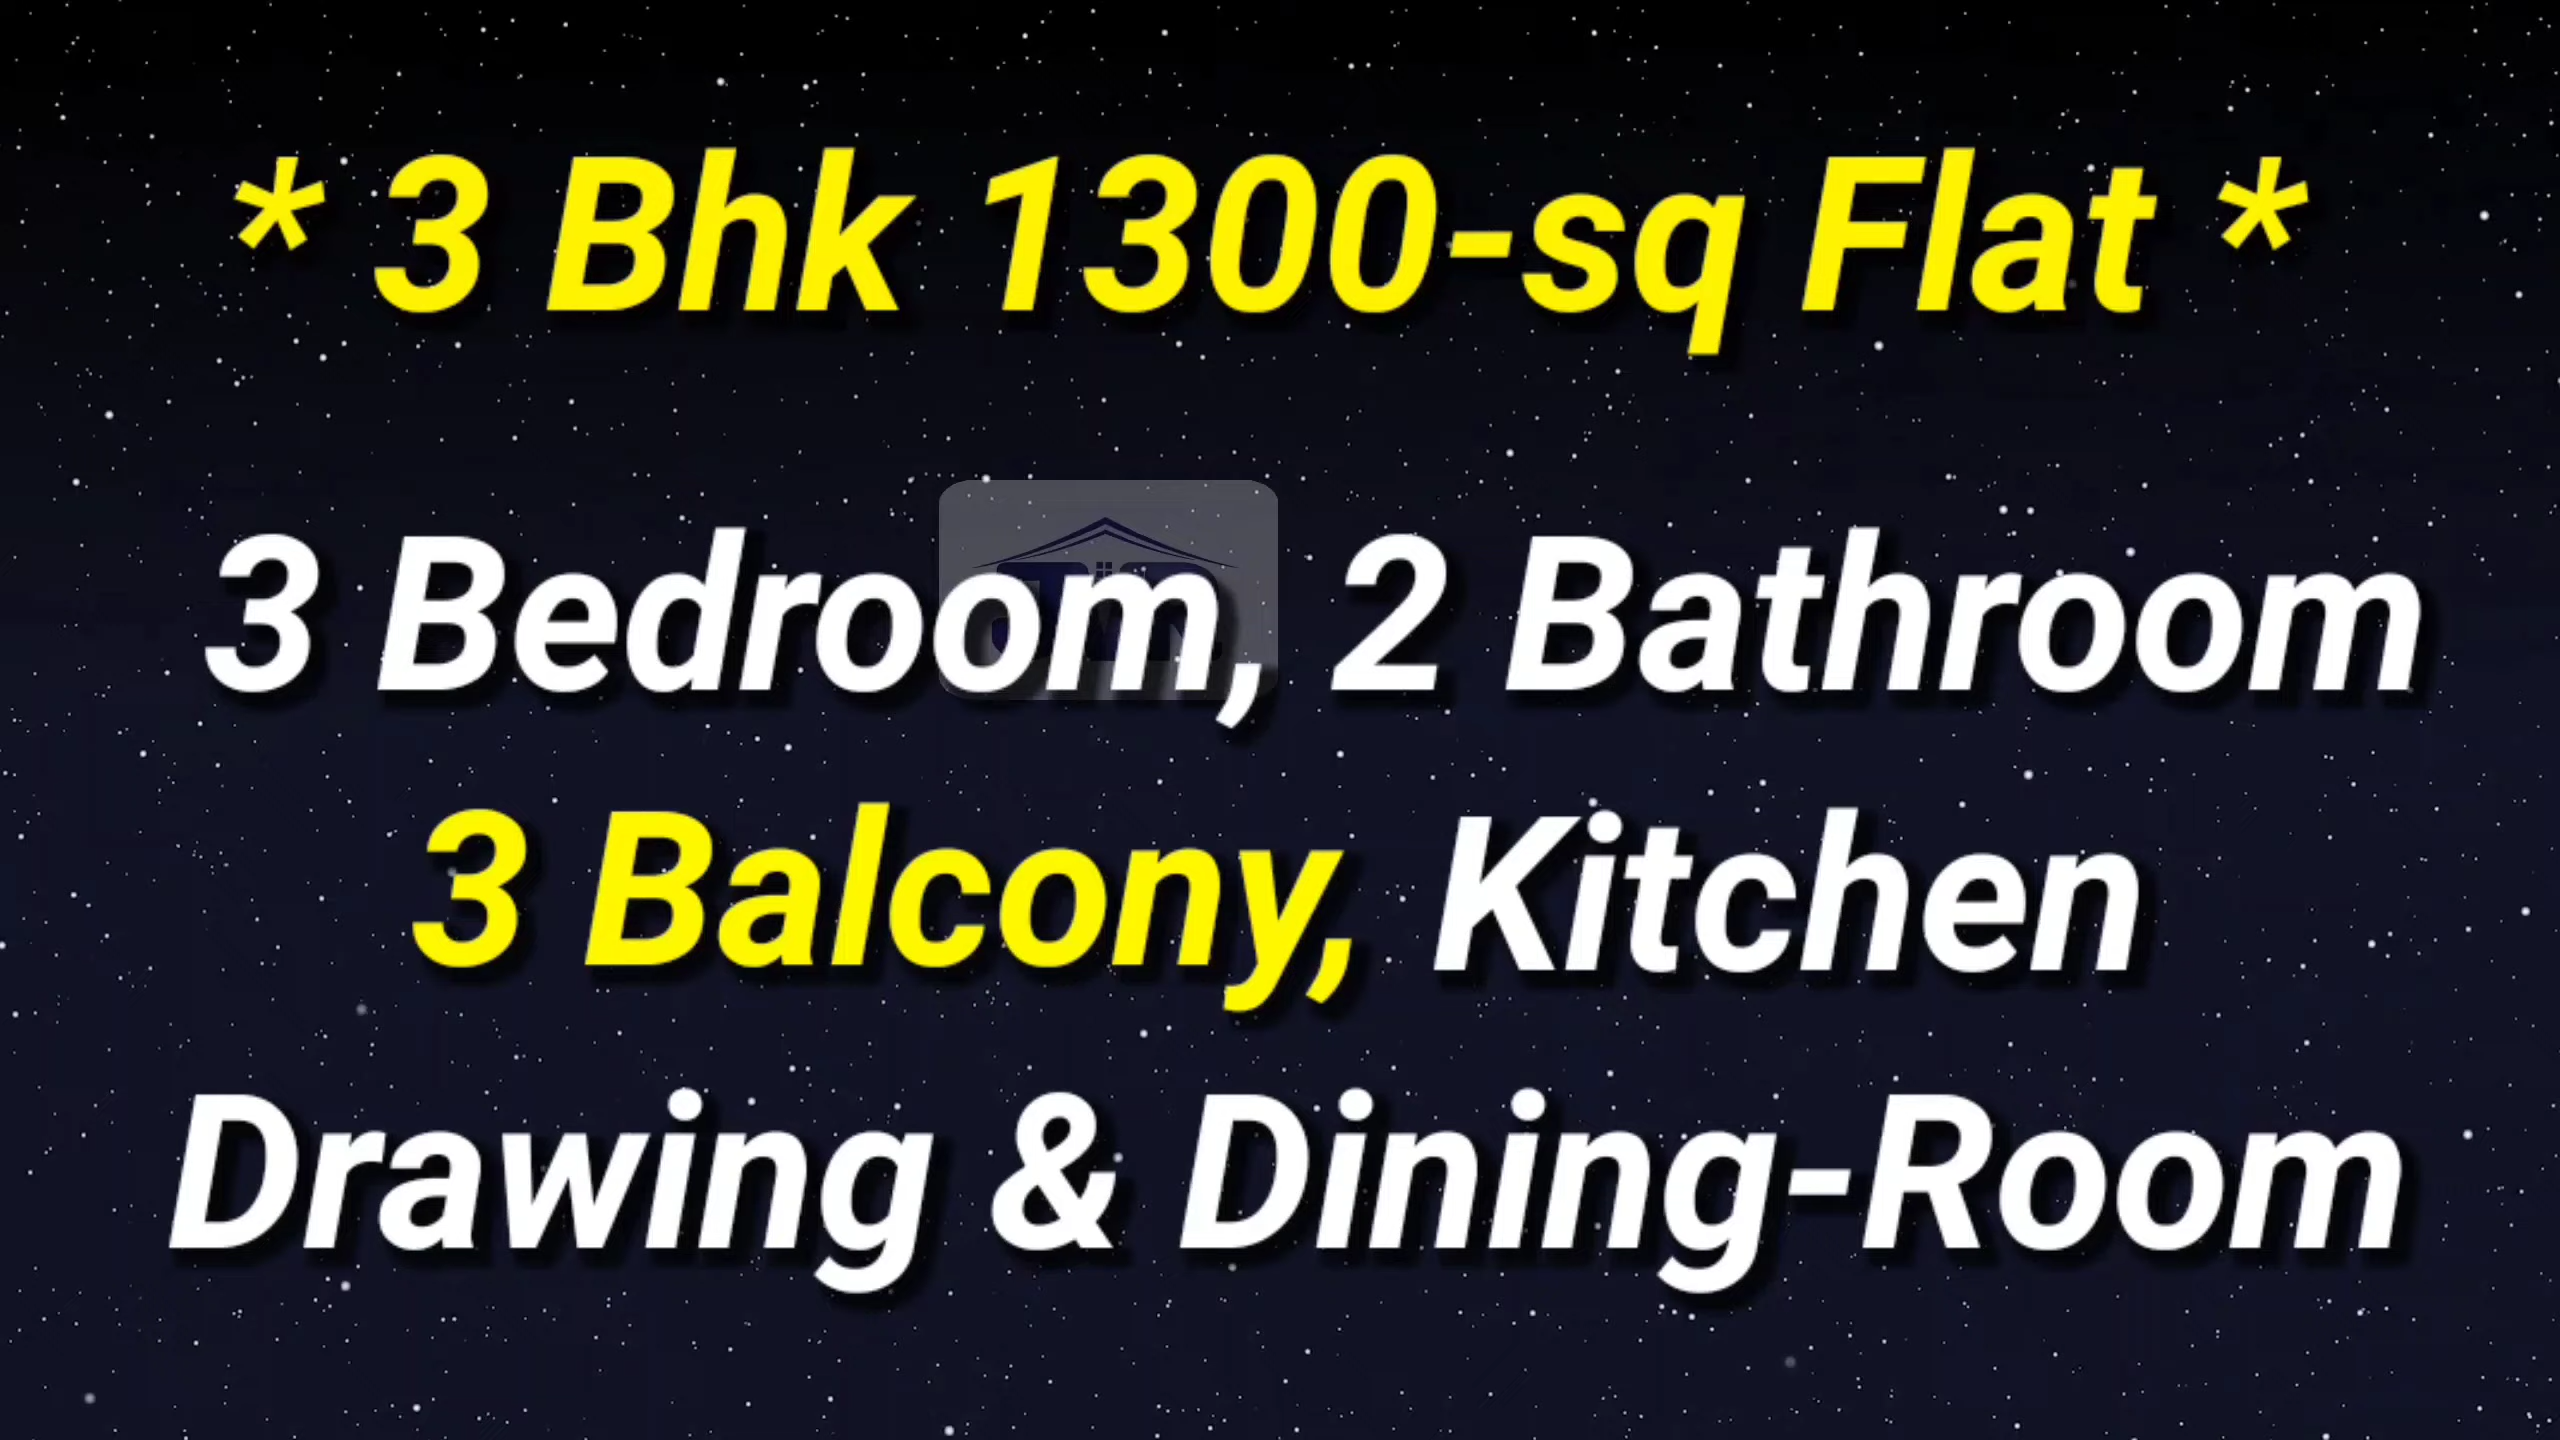 * 3 Bhk 1300-sq Flat *
3 Bedroom, 2 Bathroom
3 Balcony, Kitchen
Drawing & Dining-Room